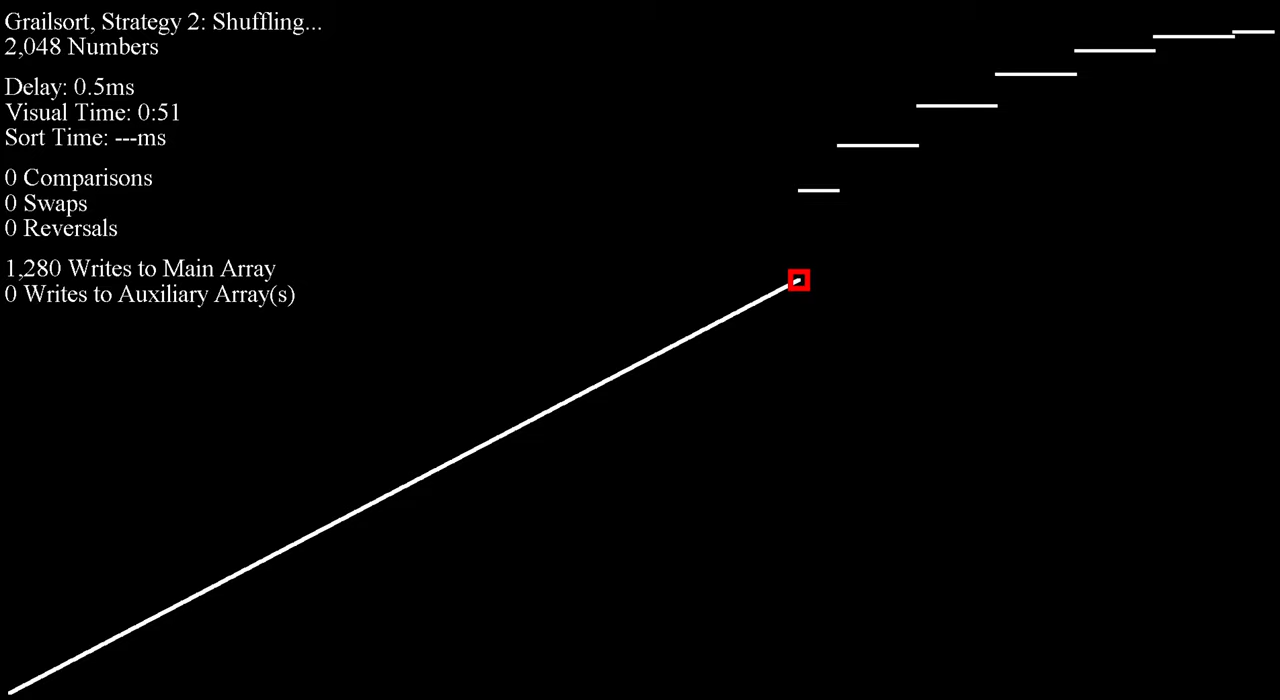 Grailsort, Strategy 2: Shuffling...
2,048 Numbers
Delay: 0.5ms
Visual Time: 0:51
Sort Time: ---ms
0 Comparisons
0 Swaps
0 Reversals
1,280 Writes to Main Array
0 Writes to Auxiliary Array(s)